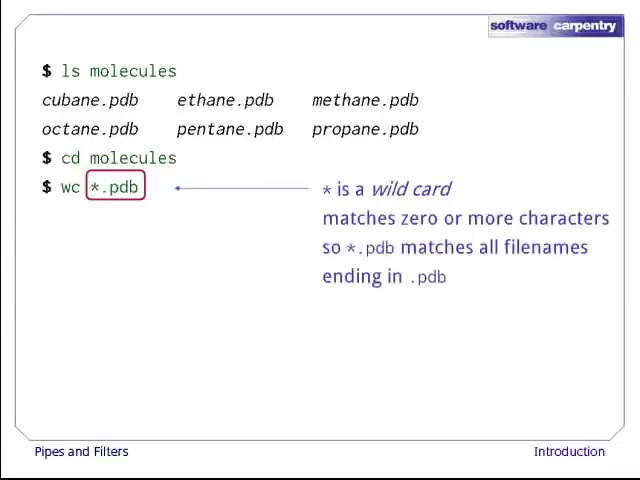 software carpentry
$ ls molecules
cubane.pdb ethane.pdb methane.pdb
octane.pdb pentane.pdb propane.pdb
$ cd molecules
$ wc *.pdb
* is a wild card
matches zero or more characters
so *.pdb matches all filenames
ending in .pdb
Pipes and Filters
Introduction